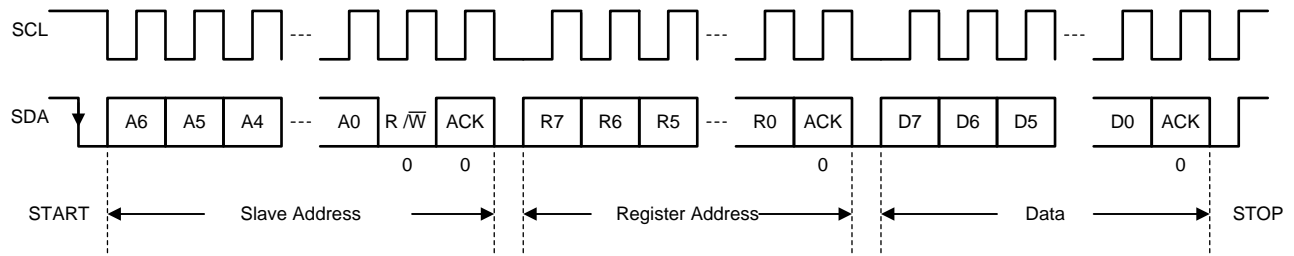 SCL --- --- ---
SDA A6 A5 A4 --- A0 R /W̅ ACK R7 R6 R5 --- R0 ACK D7 D6 D5 D0 ACK
0 0 0 0
START Slave Address Register Address Data STOP